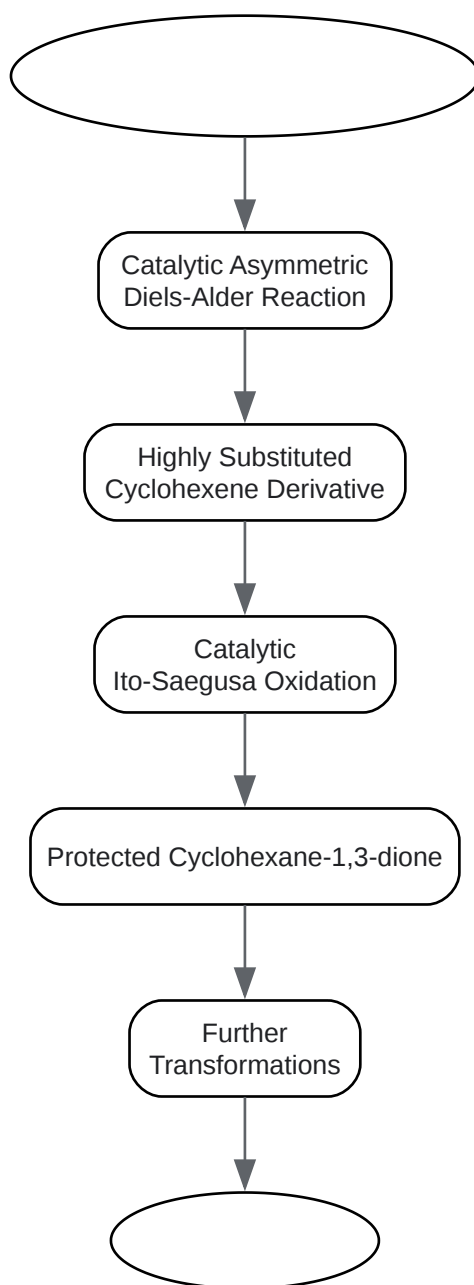 Catalytic Asymmetric
Diels-Alder Reaction
Highly Substituted
Cyclohexene Derivative
Catalytic
Ito-Saegusa Oxidation
Protected Cyclohexane-1,3-dione
Further
Transformations